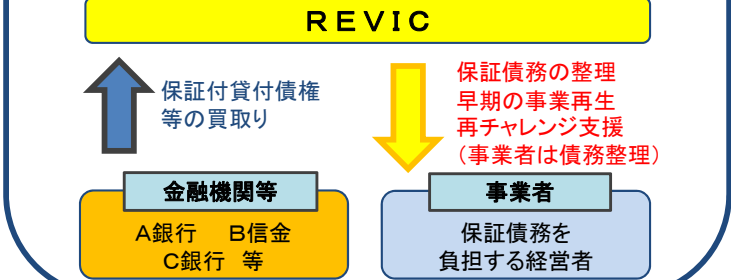 REVIC
保証付貸付債権
等の買取り
保証債務の整理
早期の事業再生
再チャレンジ支援
（事業者は債務整理）
金融機関等
A銀行　B信金
C銀行　等
事業者
保証債務を
負担する経営者